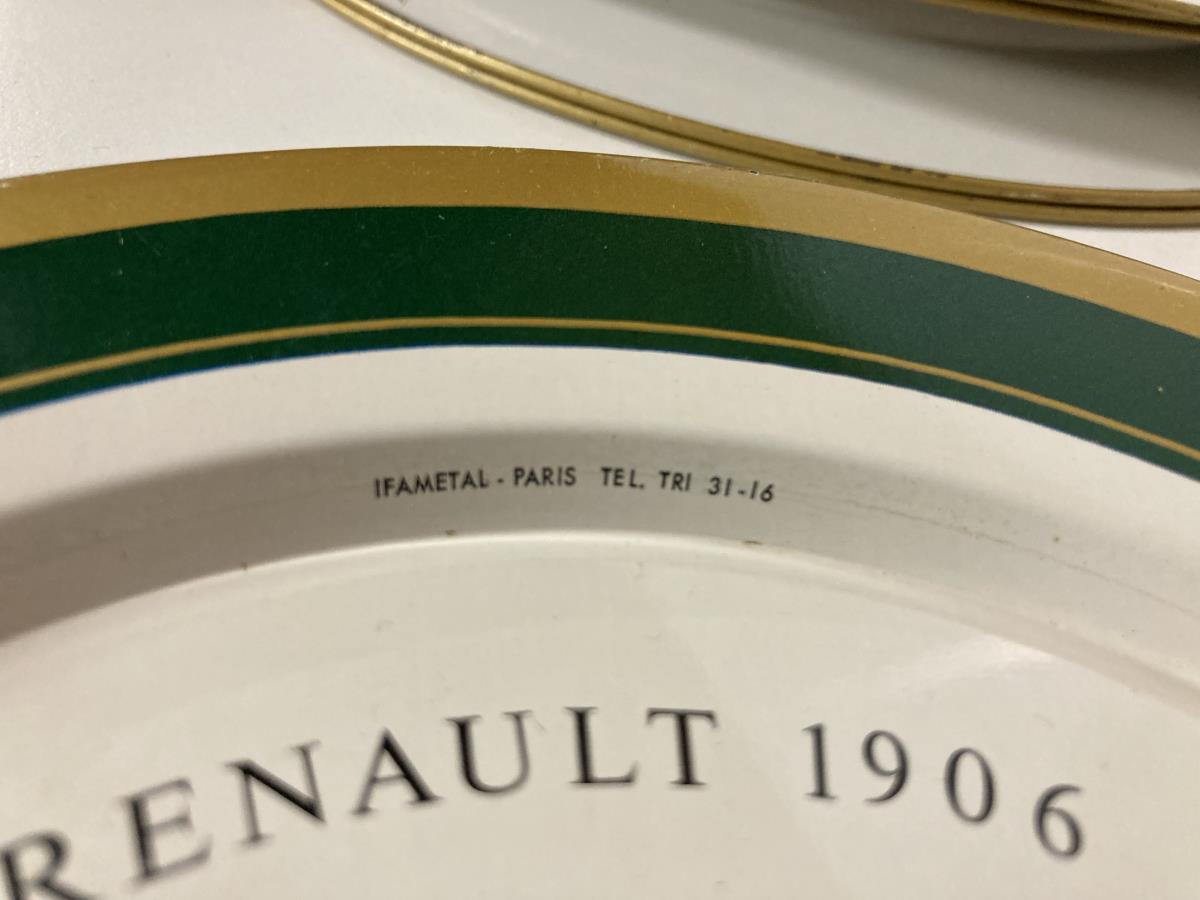 IFAMETAL - PARIS TEL. TRI 31-16
RENAULT 1906